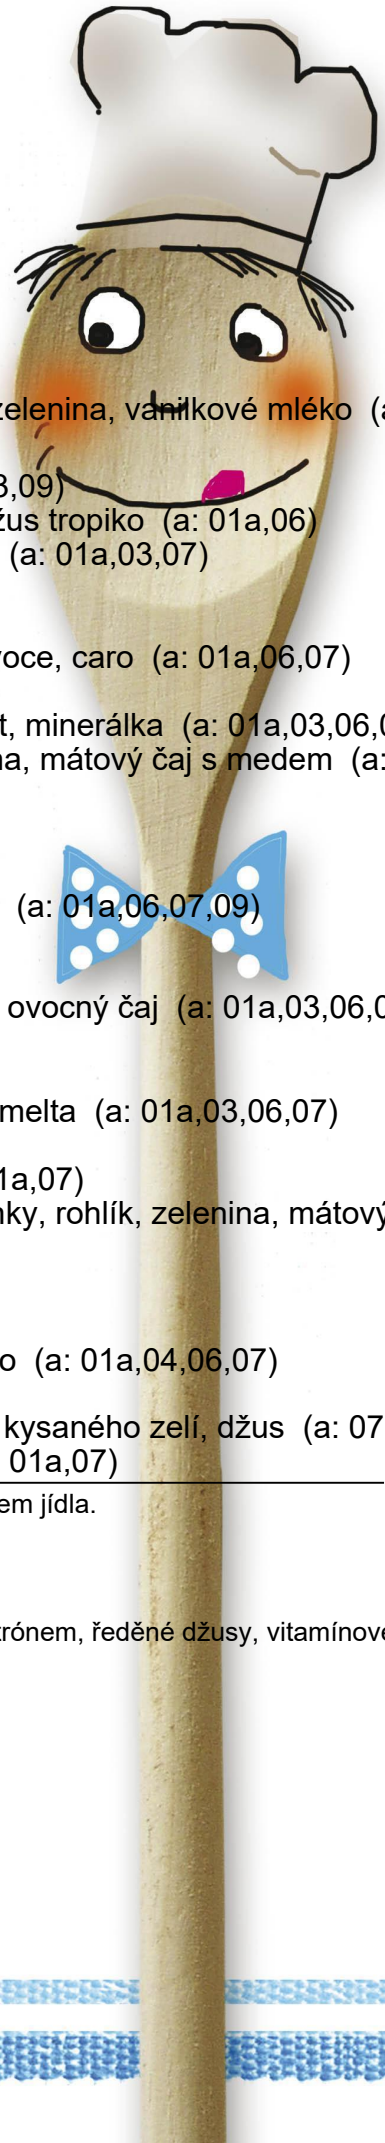 zelenina, vanilkové mléko (a
3,09)
žus tropiko (a: 01a,06)
(a: 01a,03,07)
voce, caro (a: 01a,06,07)
t, minerálka (a: 01a,03,06,0
na, mátový čaj s medem (a:
(a: 01a,06,07,09)
ovocný čaj (a: 01a,03,06,0
melta (a: 01a,03,06,07)
1a,07)
nky, rohlík, zelenina, mátový
o (a: 01a,04,06,07)
kysaného zelí, džus (a: 07
01a,07)
em jídla.
trónem, ředěné džusy, vitamínové